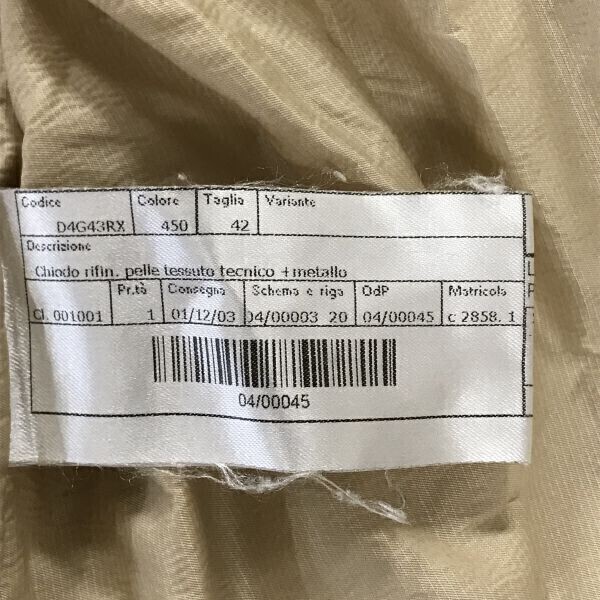 Codice Colore Taglia Variante
D4G43RX 450 42
Descrizione
Chiodo rifin. pelle tessuto tecnico +metallo
Pr.tà Consegna Schema e riga OdP Matricola
Cl. 001001 1 01/12/03 04/00003 20 04/00045 c 2858. 1
04/00045